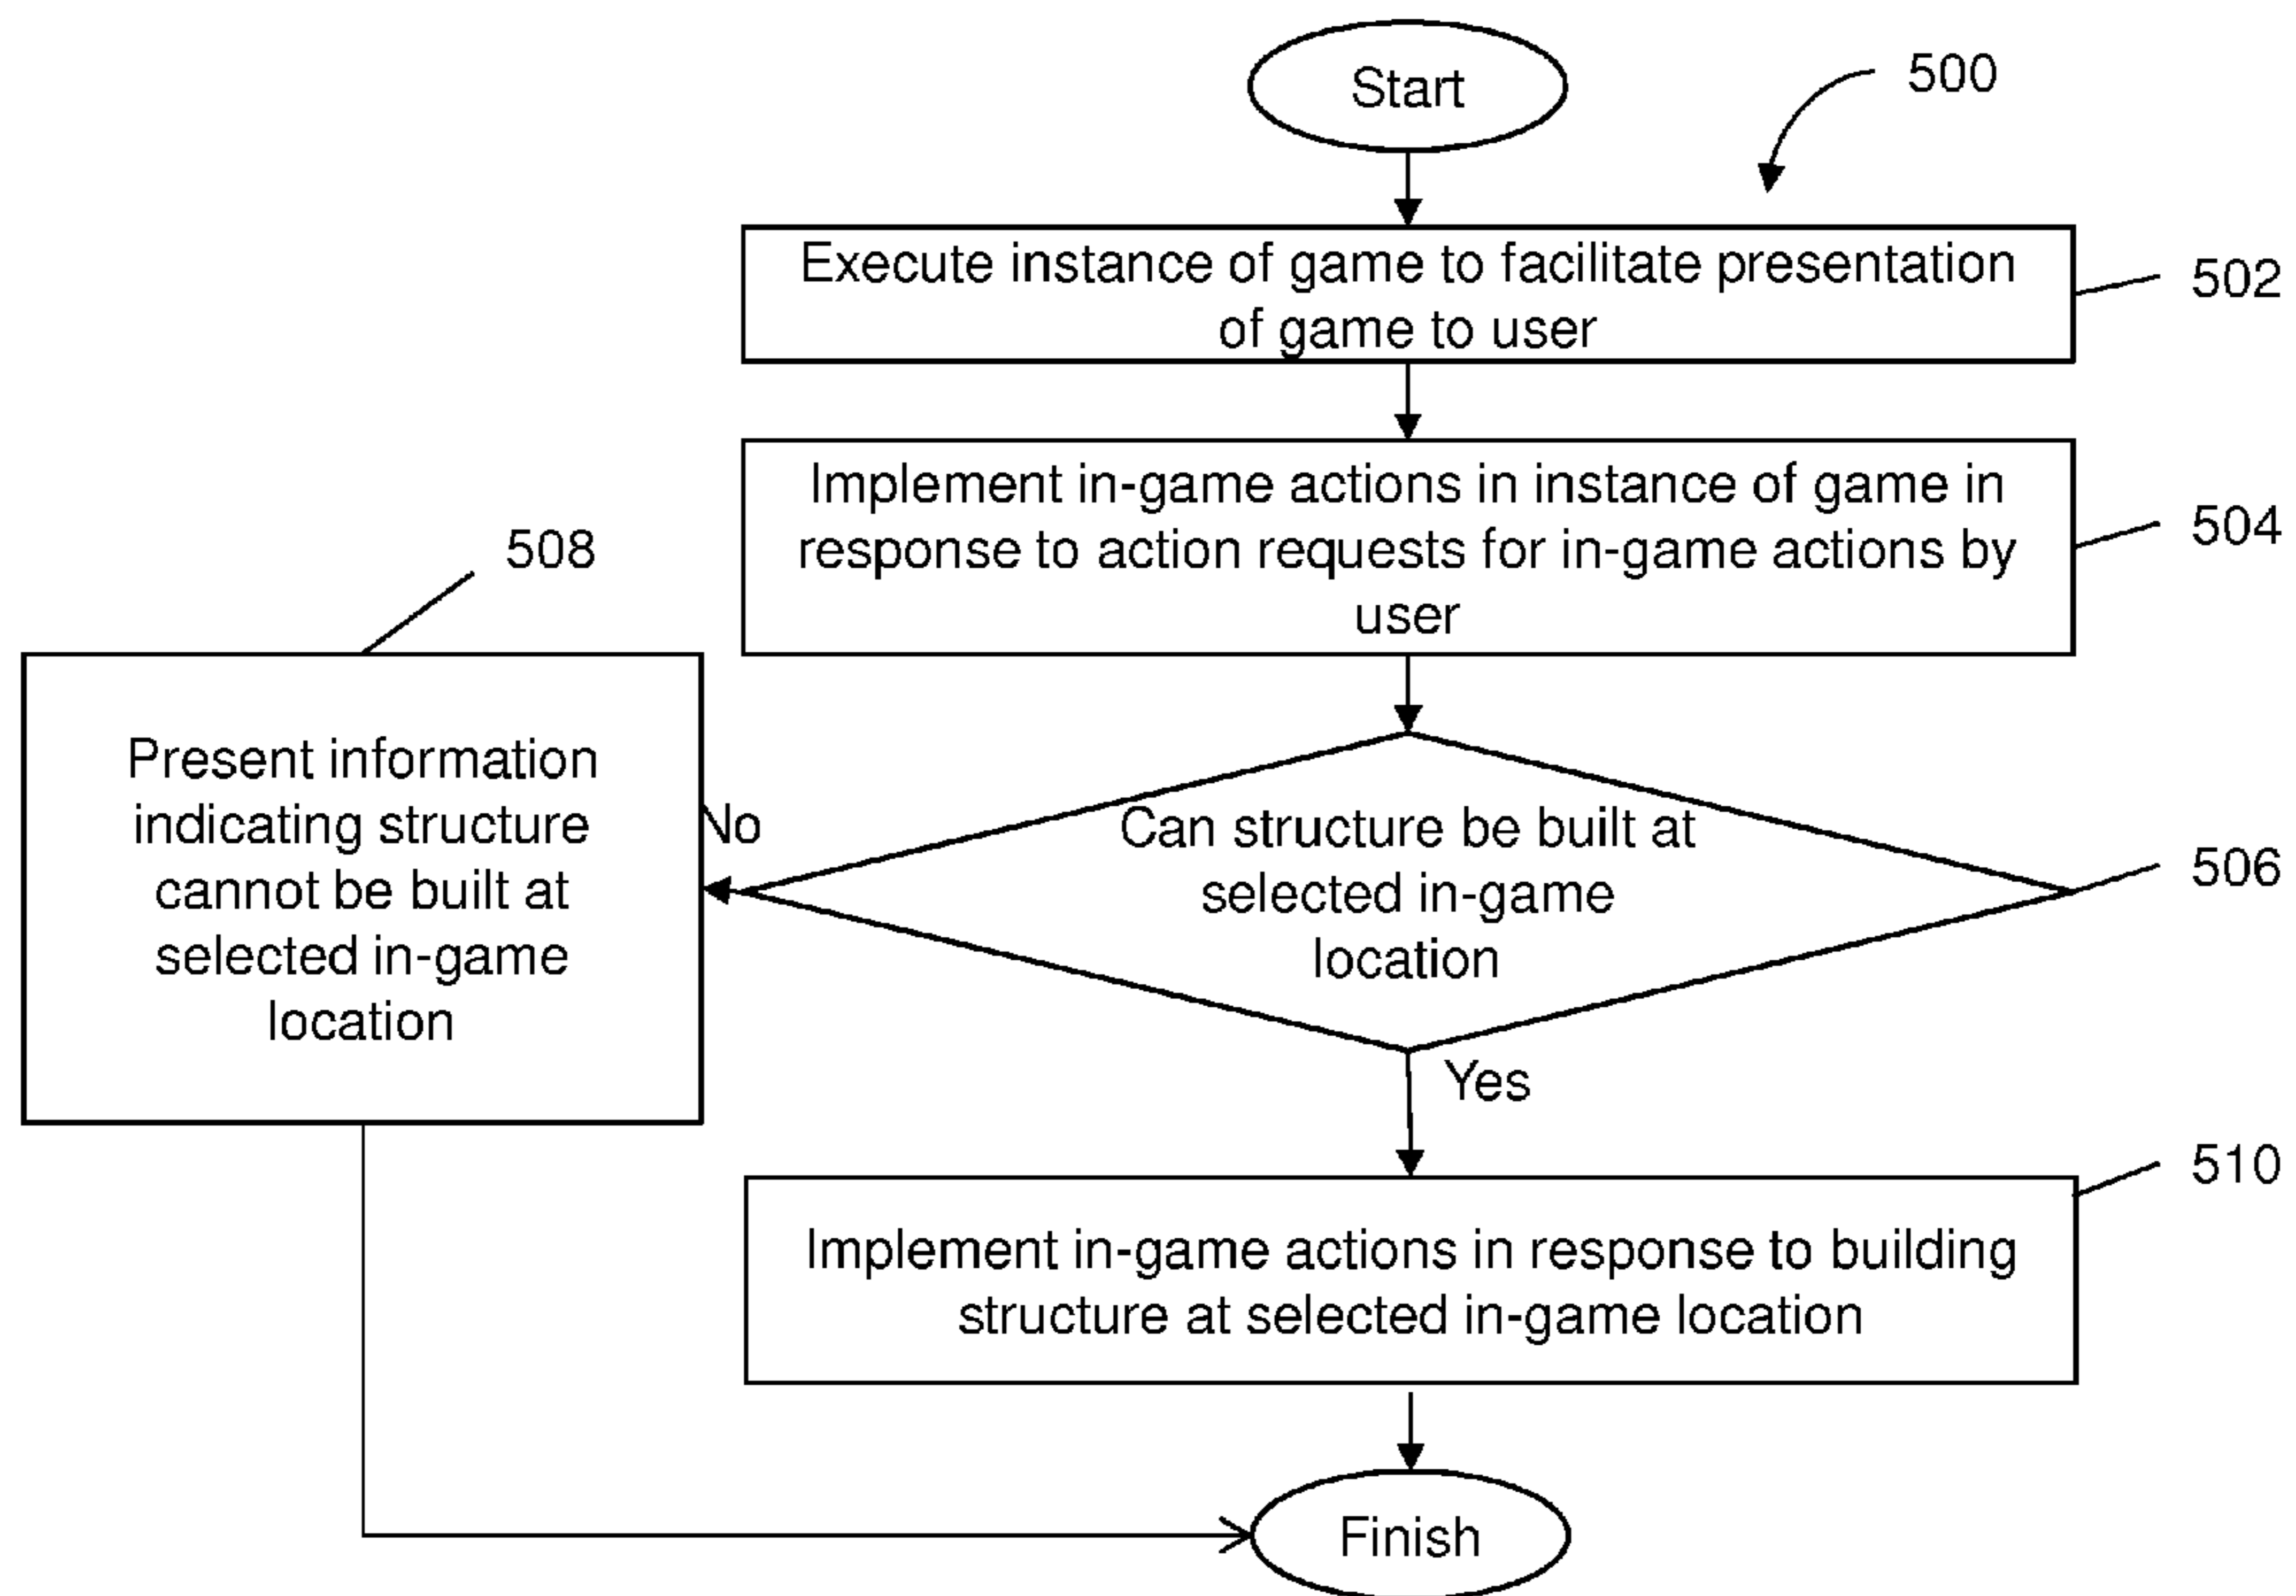 Start
500
Execute instance of game to facilitate presentation
of game to user
502
Implement in-game actions in instance of game in
response to action requests for in-game actions by
user
504
508
Present information
indicating structure
cannot be built at
selected in-game
location
No
Can structure be built at
selected in-game
location
506
Yes
510
Implement in-game actions in response to building
structure at selected in-game location
Finish